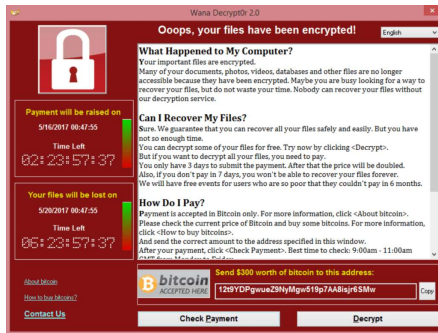 Wana Decrypt0r 2.0
Ooops, your files have been encrypted!
English
What Happened to My Computer?
Your important files are encrypted.
Many of your documents, photos, videos, databases and other files are no longer
accessible because they have been encrypted. Maybe you are busy looking for a way to
recover your files, but do not waste your time. Nobody can recover your files without
our decryption service.
Can I Recover My Files?
Sure. We guarantee that you can recover all your files safely and easily. But you have
not so enough time.
You can decrypt some of your files for free. Try now by clicking <Decrypt>.
But if you want to decrypt all your files, you need to pay.
You only have 3 days to submit the payment. After that the price will be doubled.
Also, if you don't pay in 7 days, you won't be able to recover your files forever.
We will have free events for users who are so poor that they couldn't pay in 6 months.
How Do I Pay?
Payment is accepted in Bitcoin only. For more information, click <About bitcoin>.
Please check the current price of Bitcoin and buy some bitcoins. For more information,
click <How to buy bitcoins>.
And send the correct amount to the address specified in this window.
After your payment, click <Check Payment>. Best time to check: 9:00am - 11:00am
GMT from Monday to Friday.
Payment will be raised on
5/16/2017 00:47:55
Time Left
02:23:57:37
Your files will be lost on
5/20/2017 00:47:55
Time Left
06:23:57:37
About bitcoin
How to buy bitcoins?
Contact Us
bitcoin
ACCEPTED HERE
Send $300 worth of bitcoin to this address:
12t9YDPgwueZ9NyMgw519p7AA8isjr6SMw
Copy
Check Payment
Decrypt